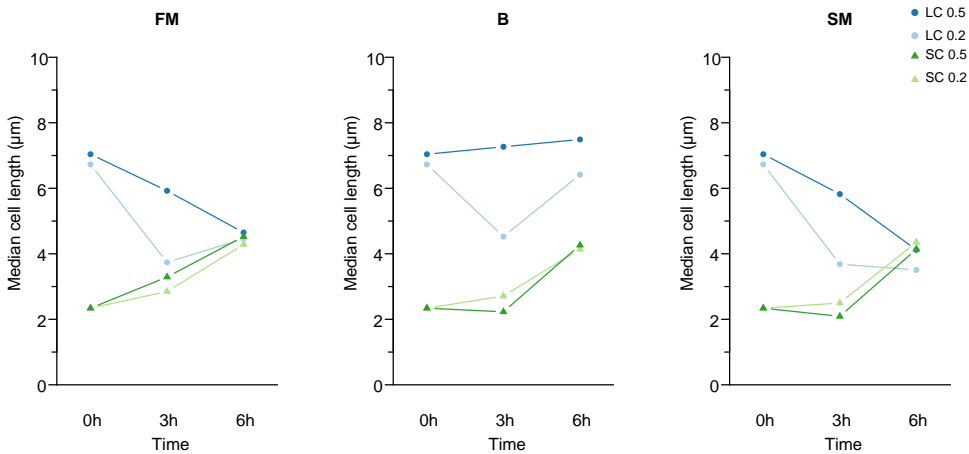 FM
B
SM
LC 0.5
LC 0.2
SC 0.5
SC 0.2
Median cell length (μm)
10
8
6
4
2
0
0h 3h 6h
Time
Median cell length (μm)
10
8
6
4
2
0
0h 3h 6h
Time
Median cell length (μm)
10
8
6
4
2
0
0h 3h 6h
Time